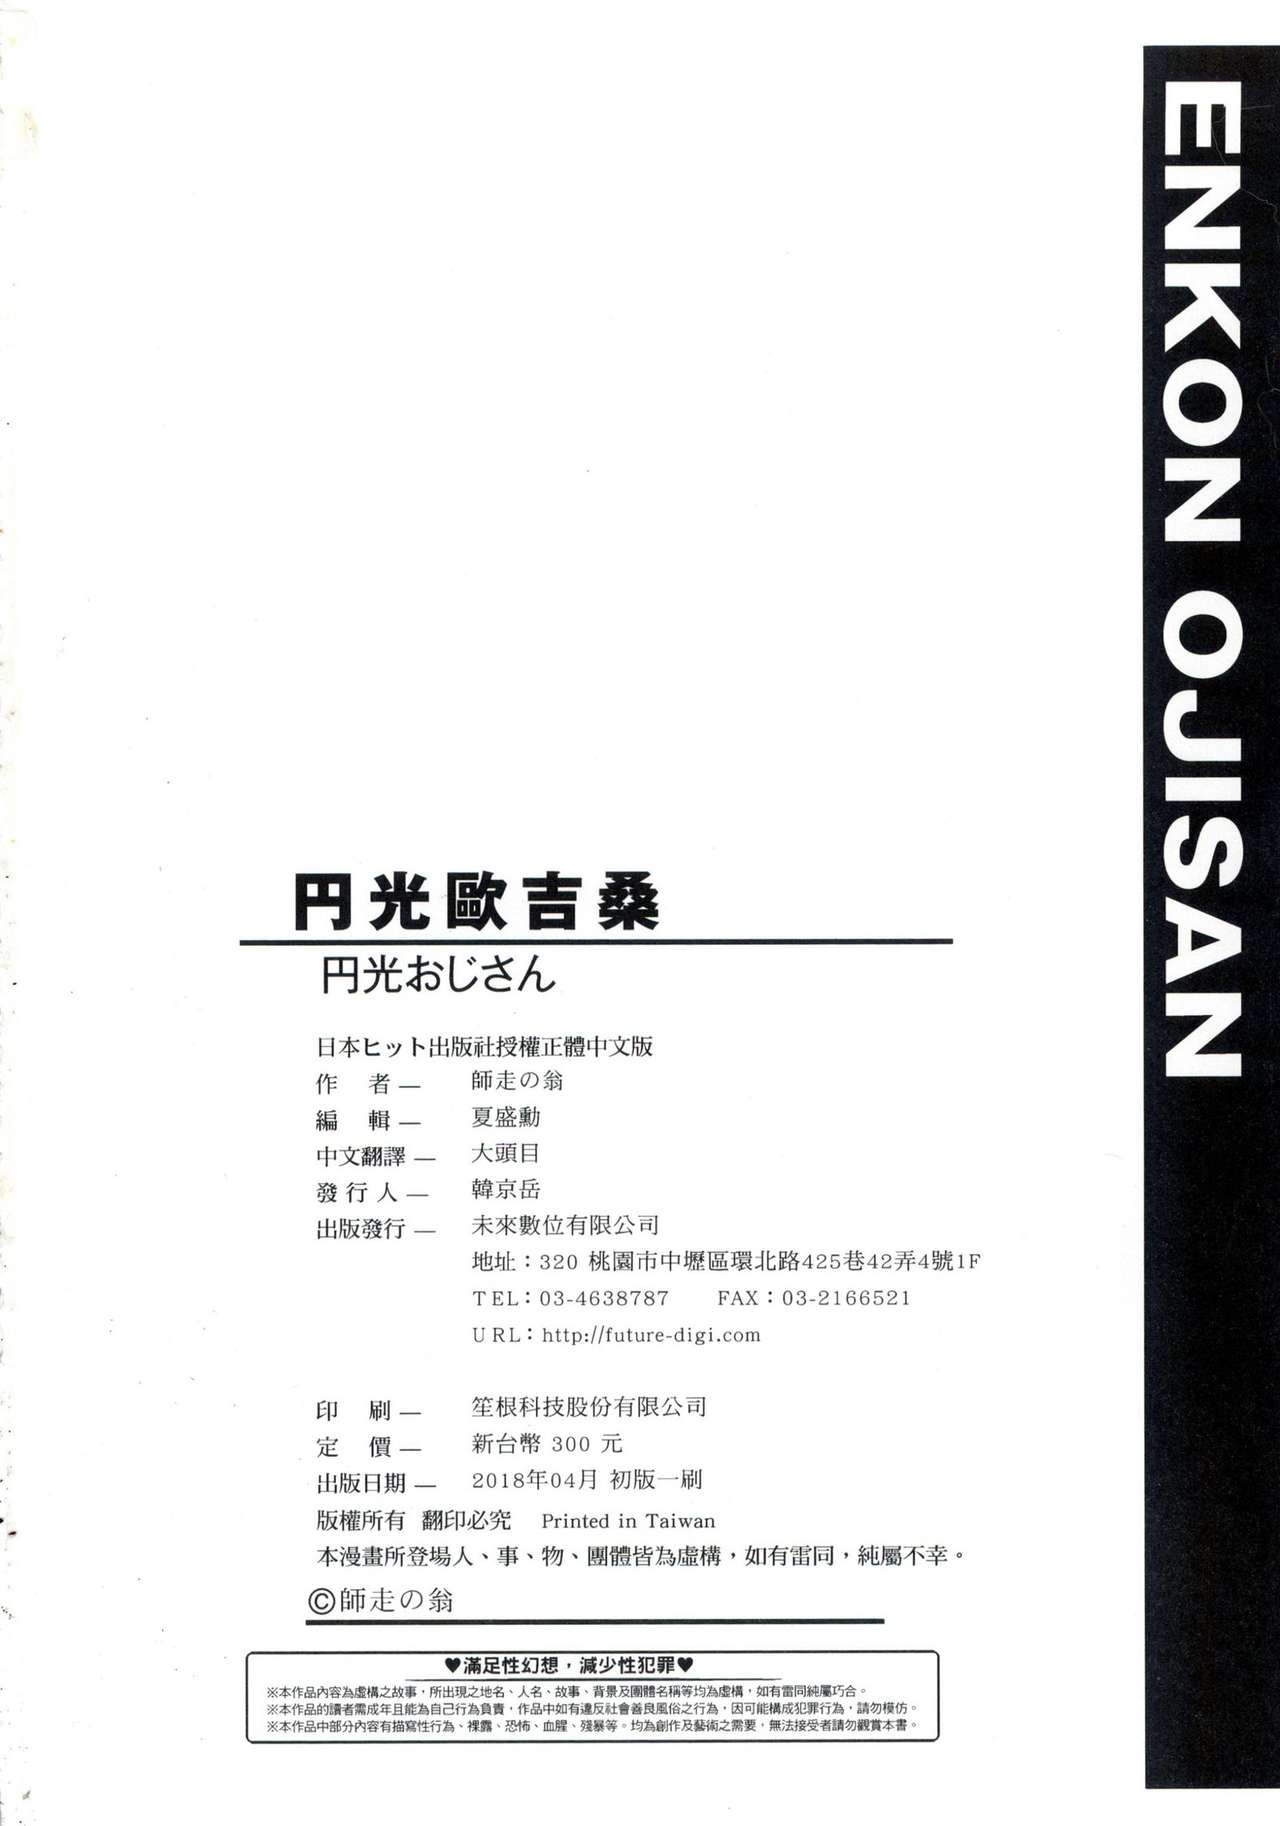 ENKON OJISAN
円光歐吉桑
円光おじさん
日本ヒット出版社授權正體中文版
作　者 — 師走の翁
編　輯 — 夏盛勳
中文翻譯 — 大頭目
發 行 人 — 韓京岳
出版發行 — 未來數位有限公司
地址：320 桃園市中壢區環北路425巷42弄4號1F
TEL：03-4638787　FAX：03-2166521
URL：http://future-digi.com
印　刷 — 笙根科技股份有限公司
定　價 — 新台幣 300 元
出版日期 — 2018年04月 初版一刷
版權所有 翻印必究　Printed in Taiwan
本漫畫所登場人、事、物、團體皆為虛構，如有雷同，純屬不幸。
©師走の翁
♥滿足性幻想，減少性犯罪♥
※本作品內容為虛構之故事，所出現之地名、人名、故事、背景及團體名稱等均為虛構，如有雷同純屬巧合。
※本作品的讀者需成年且能為自己行為負責，作品中如有違反社會善良風俗之行為，因可能構成犯罪行為，請勿模仿。
※本作品中部分內容有描寫性行為、裸露、恐怖、血腥、殘暴等。均為創作及藝術之需要，無法接受者請勿觀賞本書。